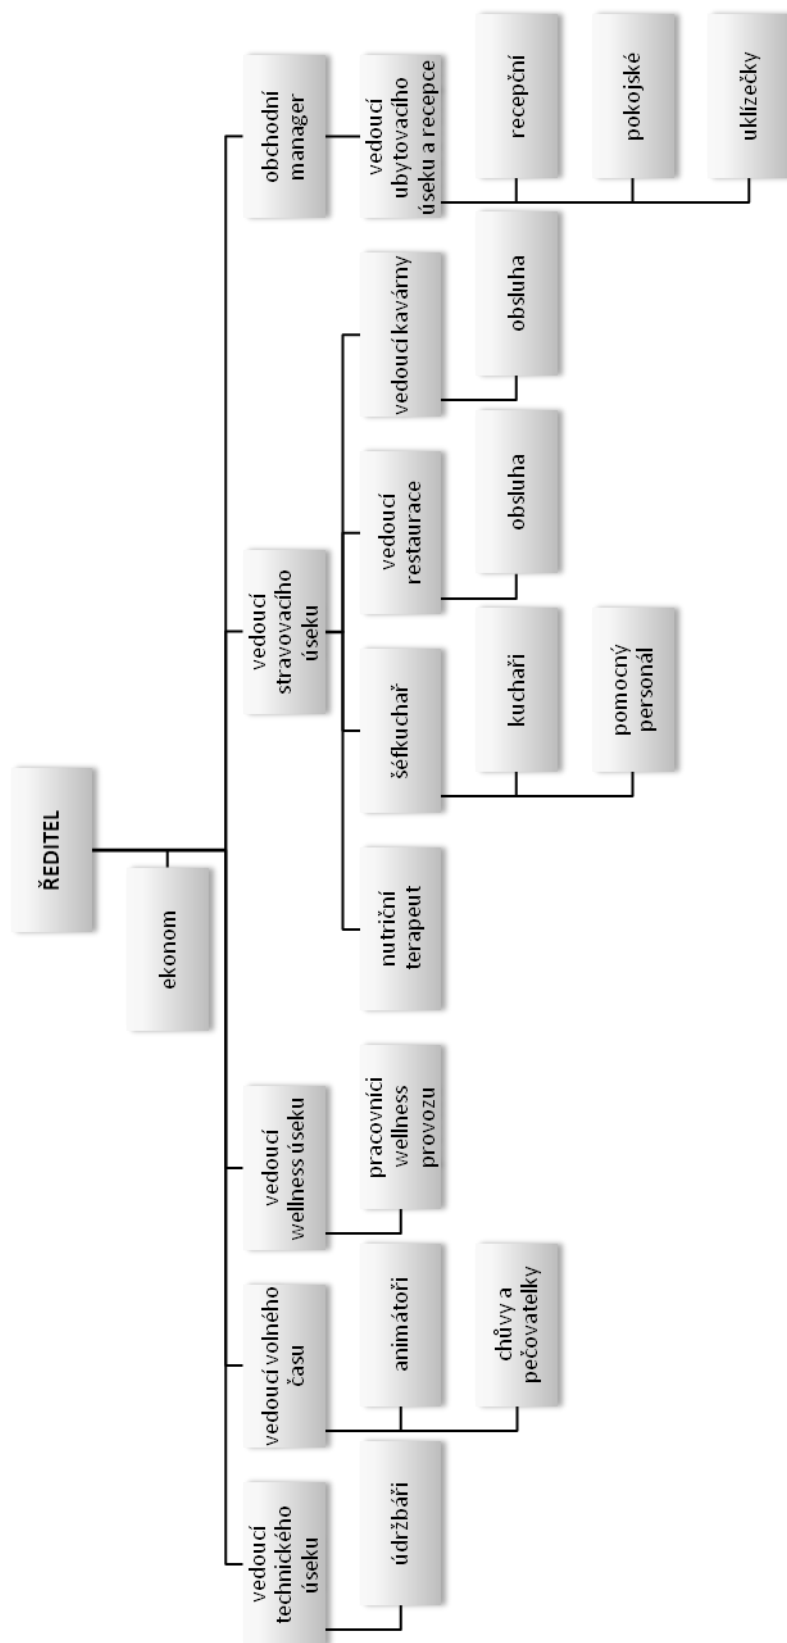 ŘEDITEL
ekonom
vedoucí
technického
úseku
vedoucí volného
času
vedoucí
wellness úseku
vedoucí
stravovacího
úseku
obchodní
manager
údržbáři
animátoři
pracovníci
wellness
provozu
nutriční
terapeut
šéfkuchař
vedoucí
restaurace
vedoucí kavárny
vedoucí
ubytovacího
úseku a recepce
chůvy a
pečovatelky
kuchaři
obsluha
obsluha
recepční
pomocný
personál
pokojské
uklízečky